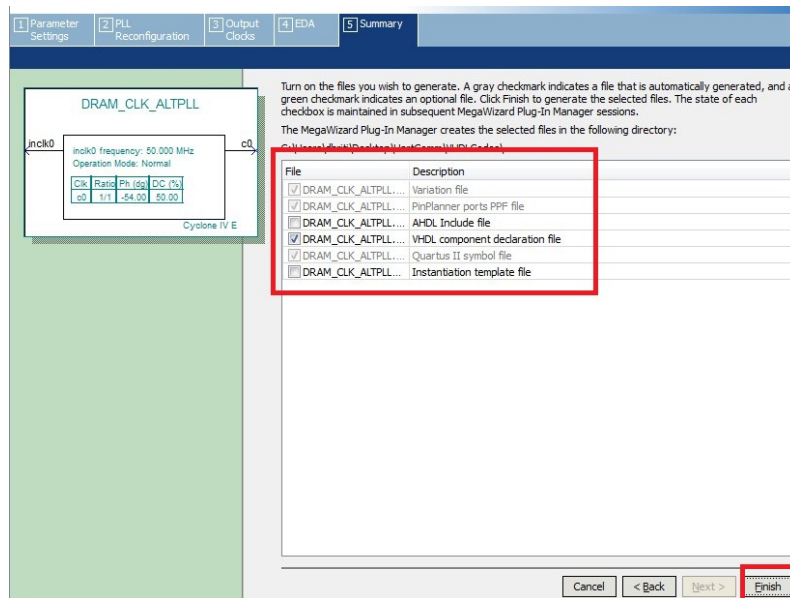 1 Parameter Settings
2 PLL Reconfiguration
3 Output Clocks
4 EDA
5 Summary
DRAM_CLK_ALTPLL
inclk0
c0
inclk0 frequency: 50.000 MHz
Operation Mode: Normal
Clk Ratio Ph (dg) DC (%)
c0 1/1 -54.00 50.00
Cyclone IV E
Turn on the files you wish to generate. A gray checkmark indicates a file that is automatically generated, and a
green checkmark indicates an optional file. Click Finish to generate the selected files. The state of each
checkbox is maintained in subsequent MegaWizard Plug-In Manager sessions.
The MegaWizard Plug-In Manager creates the selected files in the following directory:
File Description
DRAM_CLK_ALTPLL.... Variation file
DRAM_CLK_ALTPLL.... PinPlanner ports PPF file
DRAM_CLK_ALTPLL.... AHDL Include file
DRAM_CLK_ALTPLL.... VHDL component declaration file
DRAM_CLK_ALTPLL.... Quartus II symbol file
DRAM_CLK_ALTPLL... Instantiation template file
Cancel < Back Next > Finish